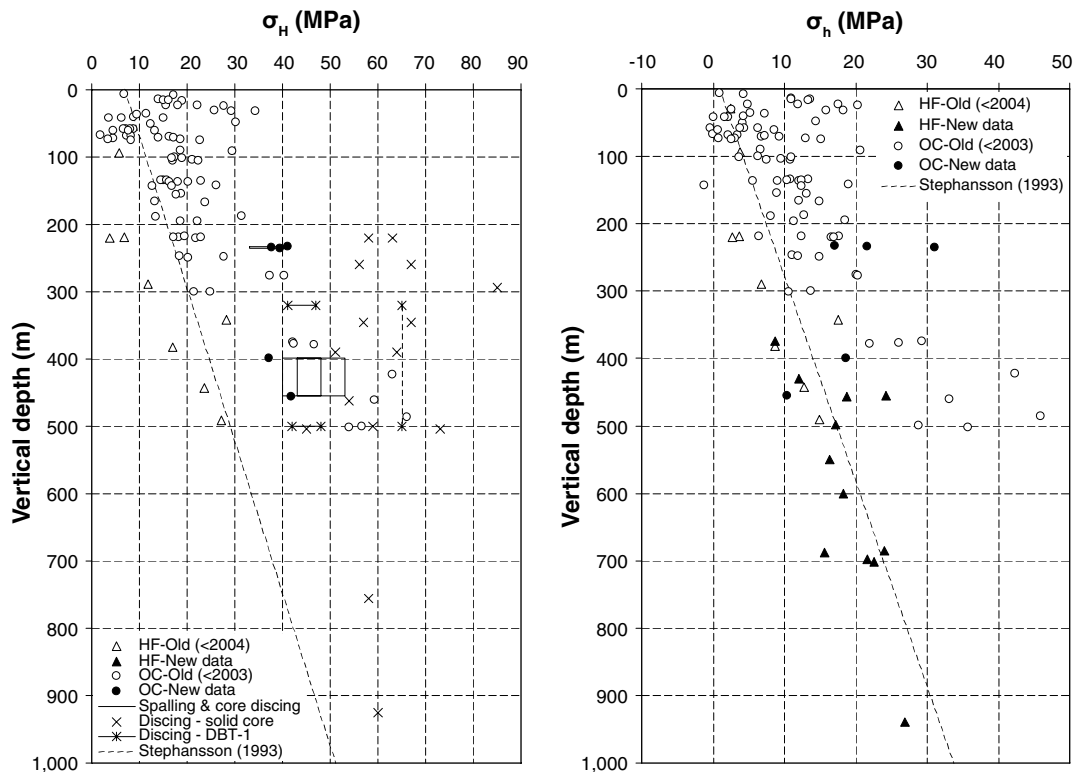 σH (MPa)
0 10 20 30 40 50 60 70 80 90
Vertical depth (m)
0
100
200
300
400
500
600
700
800
900
1,000
HF-Old (<2004)
HF-New data
OC-Old (<2003)
OC-New data
Spalling & core discing
Discing - solid core
Discing - DBT-1
Stephansson (1993)
σh (MPa)
-10 0 10 20 30 40 50
Vertical depth (m)
0
100
200
300
400
500
600
700
800
900
1,000
HF-Old (<2004)
HF-New data
OC-Old (<2003)
OC-New data
Stephansson (1993)